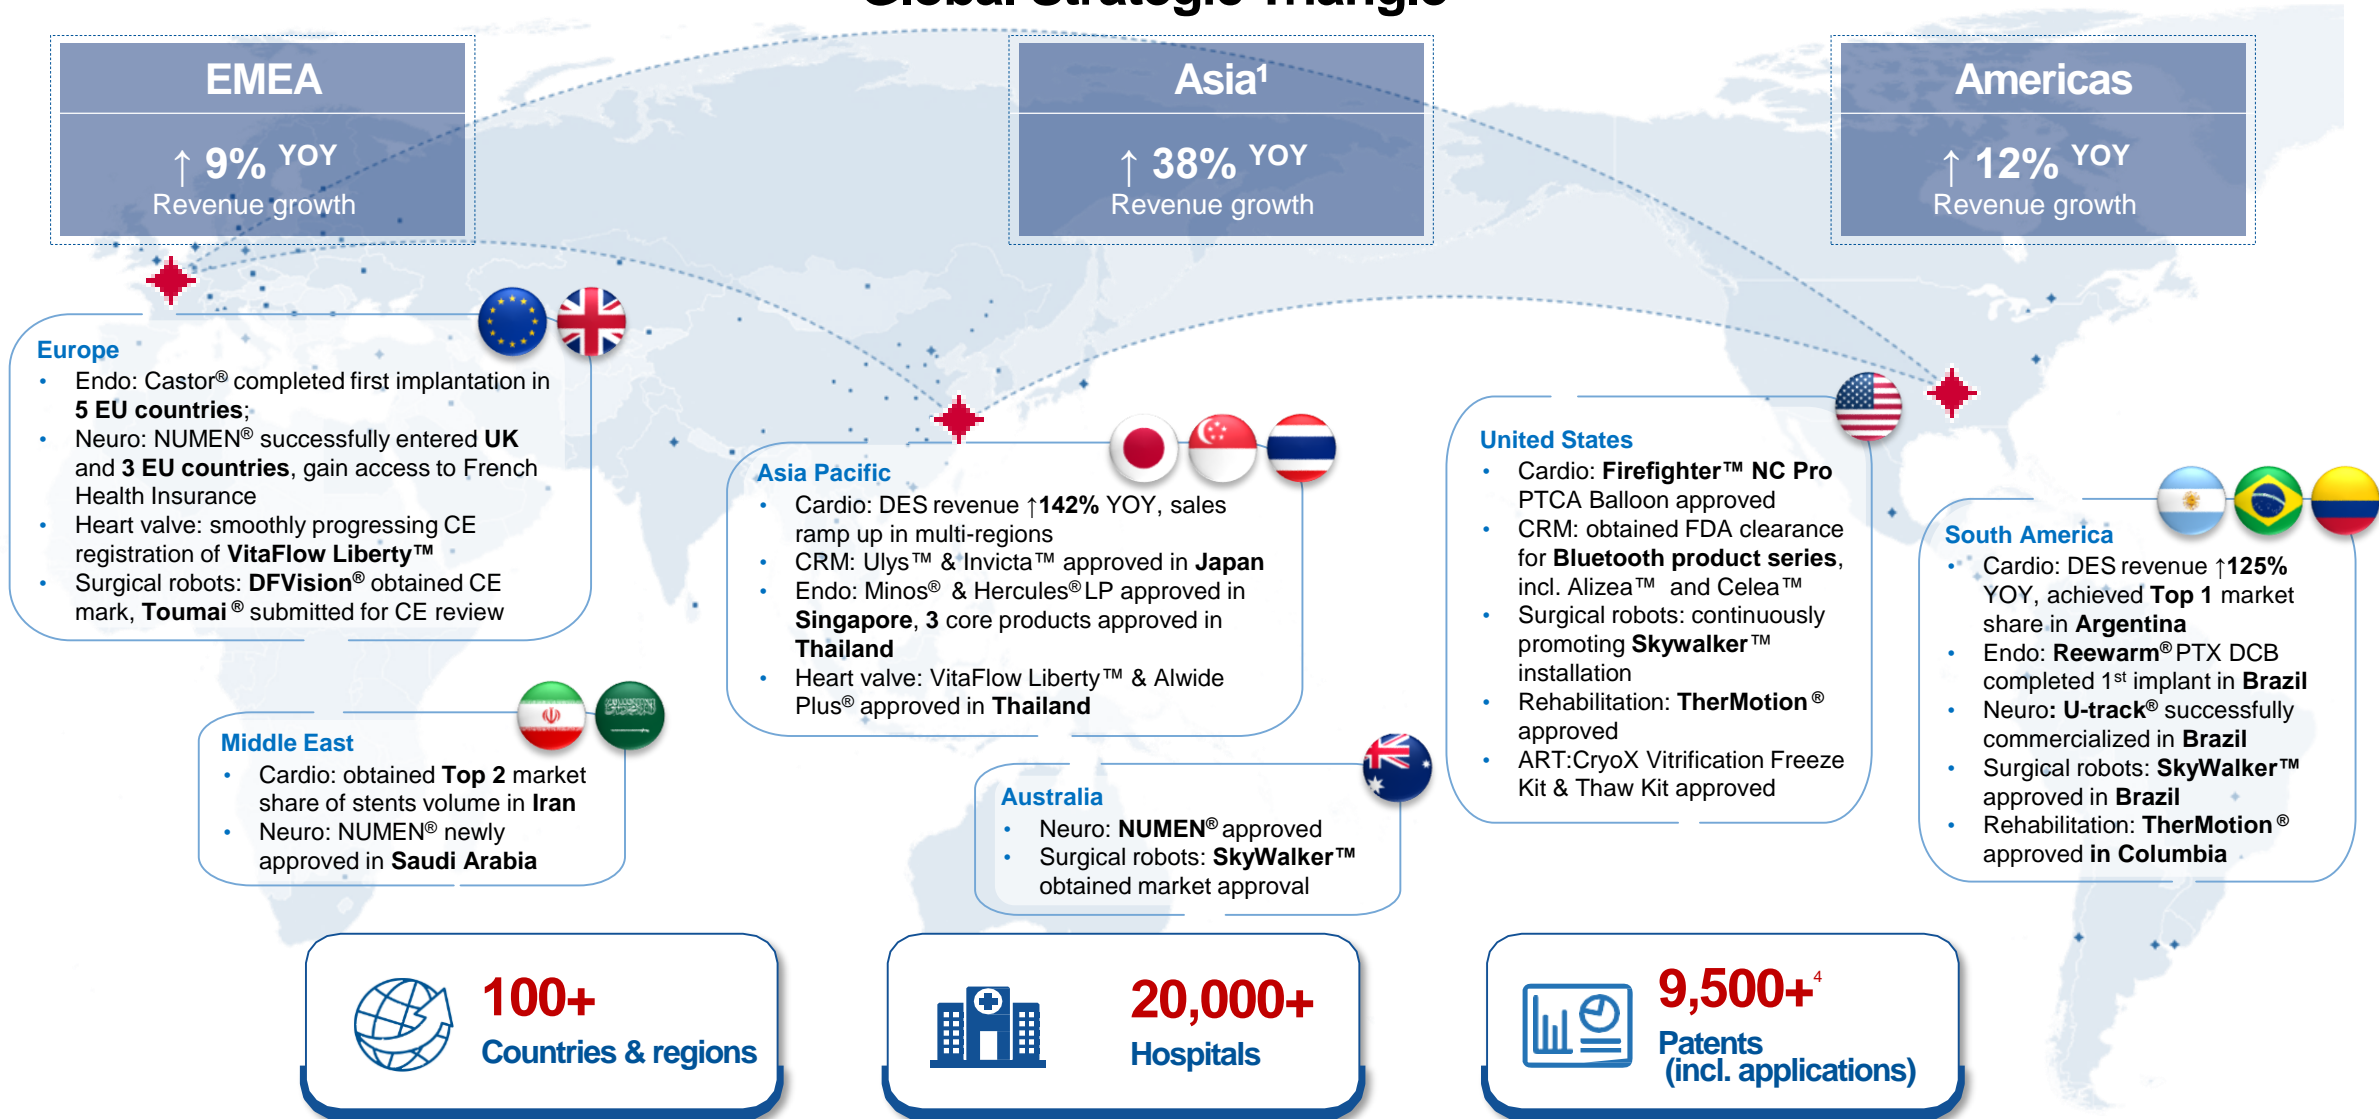 Global Strategic Triangle
EMEA
↑ 9% YOY
Revenue growth
Asia¹
↑ 38% YOY
Revenue growth
Americas
↑ 12% YOY
Revenue growth
Europe
• Endo: Castor® completed first implantation in
5 EU countries;
• Neuro: NUMEN® successfully entered UK
and 3 EU countries, gain access to French
Health Insurance
• Heart valve: smoothly progressing CE
registration of VitaFlow Liberty™
• Surgical robots: DFVision® obtained CE
mark, Toumai® submitted for CE review
Middle East
• Cardio: obtained Top 2 market
share of stents volume in Iran
• Neuro: NUMEN® newly
approved in Saudi Arabia
Asia Pacific
• Cardio: DES revenue ↑142% YOY, sales
ramp up in multi-regions
• CRM: Ulys™ & Invicta™ approved in Japan
• Endo: Minos® & Hercules® LP approved in
Singapore, 3 core products approved in
Thailand
• Heart valve: VitaFlow Liberty™ & Alwide
Plus® approved in Thailand
Australia
• Neuro: NUMEN® approved
• Surgical robots: SkyWalker™
obtained market approval
United States
• Cardio: Firefighter™ NC Pro
PTCA Balloon approved
• CRM: obtained FDA clearance
for Bluetooth product series,
incl. Alizea™ and Celea™
• Surgical robots: continuously
promoting Skywalker™
installation
• Rehabilitation: TherMotion®
approved
• ART:CryoX Vitrification Freeze
Kit & Thaw Kit approved
South America
• Cardio: DES revenue ↑125%
YOY, achieved Top 1 market
share in Argentina
• Endo: Reewarm® PTX DCB
completed 1st implant in Brazil
• Neuro: U-track® successfully
commercialized in Brazil
• Surgical robots: SkyWalker™
approved in Brazil
• Rehabilitation: TherMotion®
approved in Columbia
100+
Countries & regions
20,000+
Hospitals
9,500+⁴
Patents
(incl. applications)